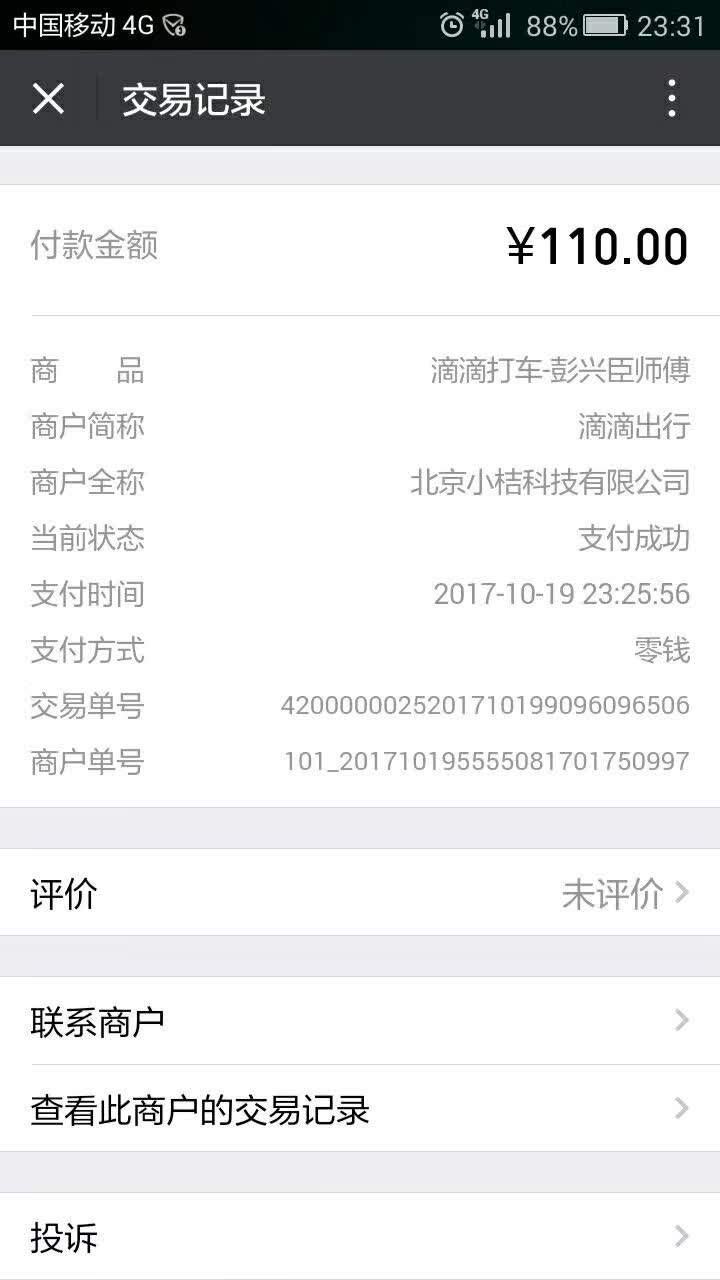 中国移动 4G 4G 88% 23:31
交易记录
付款金额 ¥110.00
商品 滴滴打车-彭兴臣师傅
商户简称 滴滴出行
商户全称 北京小桔科技有限公司
当前状态 支付成功
支付时间 2017-10-19 23:25:56
支付方式 零钱
交易单号 4200000025201710199096096506
商户单号 101_201710195555081701750997
评价 未评价
联系商户
查看此商户的交易记录
投诉